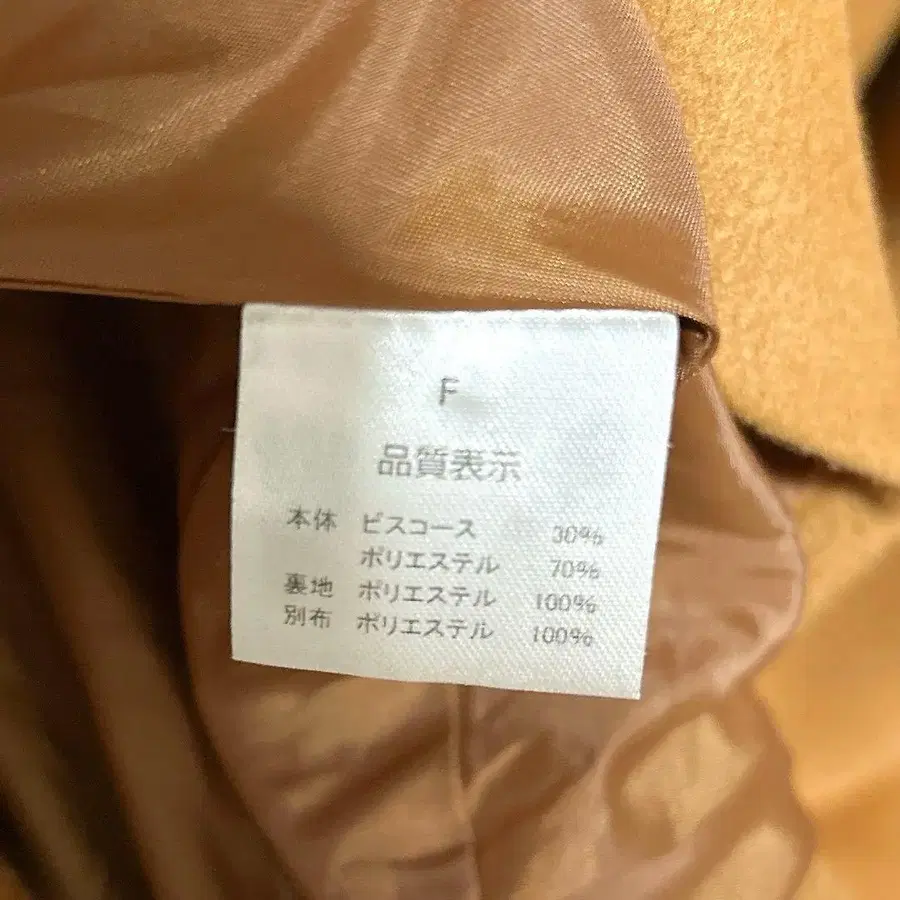 F
品質表示
本体 ビスコース 30%
ポリエステル 70%
裏地 ポリエステル 100%
別布 ポリエステル 100%